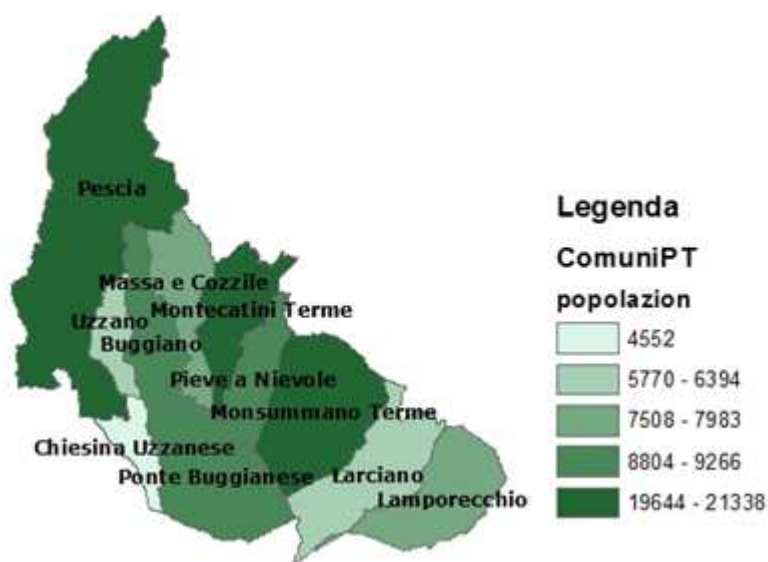 Pescia
Massa e Cozzile
Montecatini Terme
Uzzano
Buggiano
Pieve a Nievole
Monsummano Terme
Chiesina Uzzanese
Ponte Buggianese
Larciano
Lamporecchio
Legenda
ComuniPT
popolazion
4552
5770 - 6394
7508 - 7983
8804 - 9266
19644 - 21338